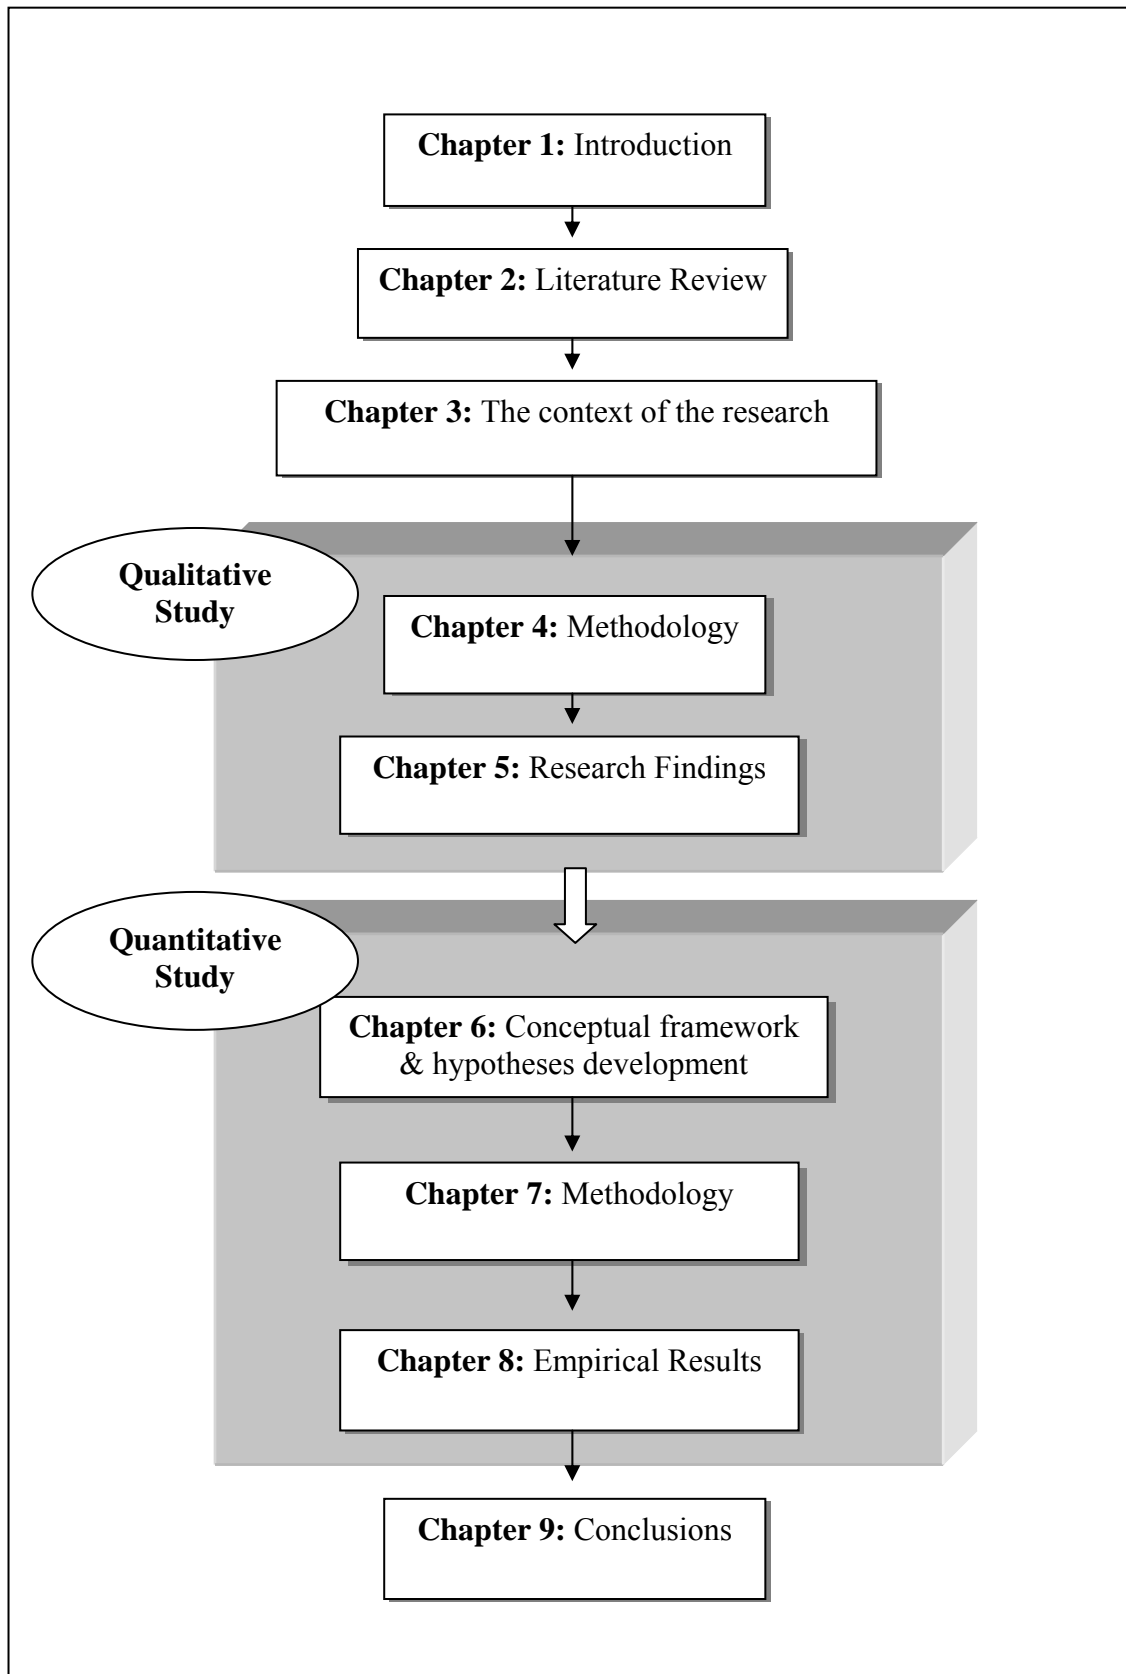 Chapter 1: Introduction
Chapter 2: Literature Review
Chapter 3: The context of the research
Qualitative
Study
Chapter 4: Methodology
Chapter 5: Research Findings
Quantitative
Study
Chapter 6: Conceptual framework
& hypotheses development
Chapter 7: Methodology
Chapter 8: Empirical Results
Chapter 9: Conclusions